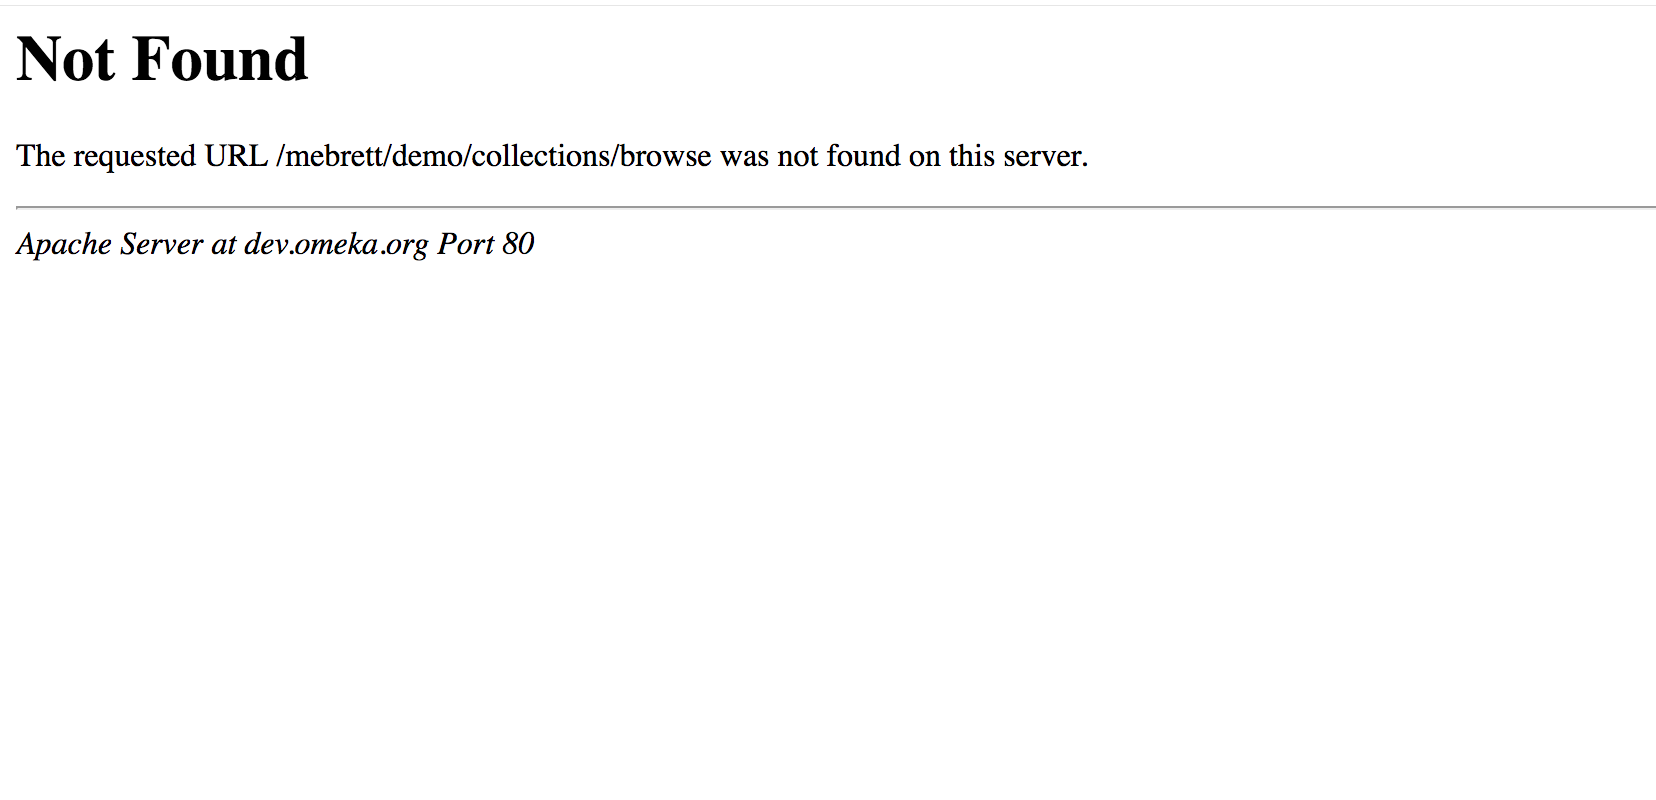 Not Found
The requested URL /mebrett/demo/collections/browse was not found on this server.
Apache Server at dev.omeka.org Port 80